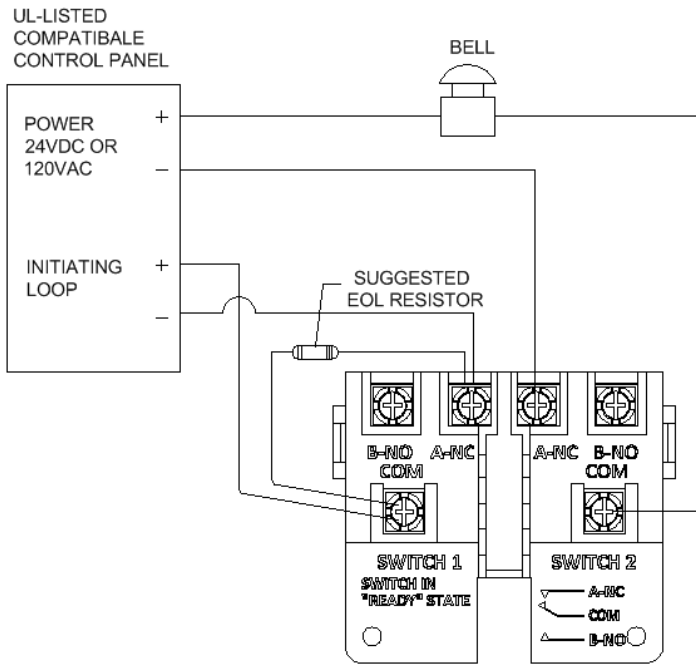 UL-LISTED
COMPATIBALE
CONTROL PANEL
BELL
POWER
24VDC OR
120VAC
+
−
INITIATING
LOOP
+
−
SUGGESTED
EOL RESISTOR
B-NO A-NC
COM
A-NC B-NO
COM
SWITCH 1
SWITCH IN
"READY" STATE
SWITCH 2
A-NC
COM
B-NO